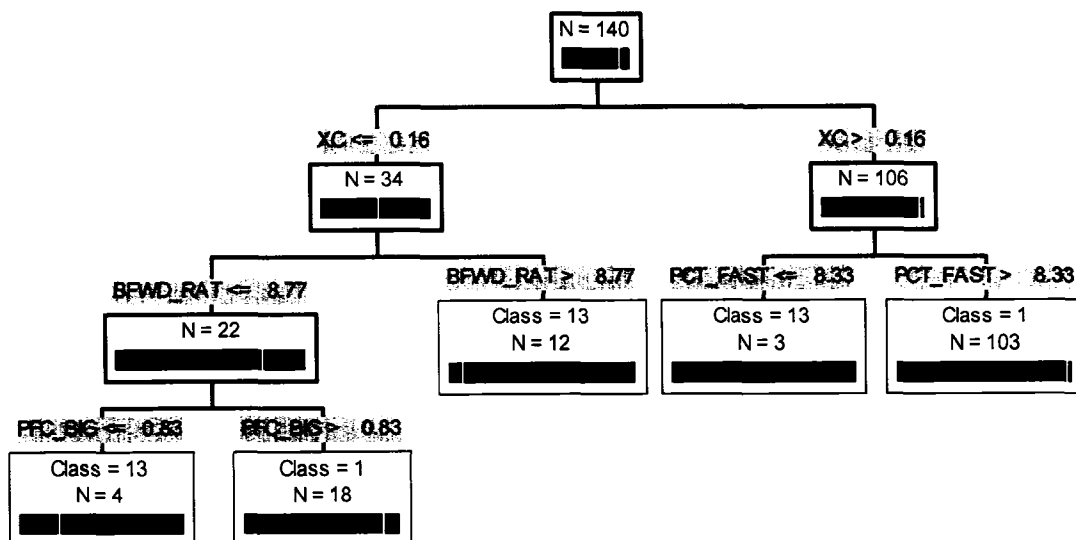 N = 140
XC <= 0.16
XC > 0.16
N = 34
N = 106
BFWD_RAT <= 8.77
BFWD_RAT > 8.77
PCT_FAST <= 8.33
PCT_FAST > 8.33
N = 22
Class = 13
N = 12
Class = 13
N = 3
Class = 1
N = 103
PFC_BIG <= 0.83
PFC_BIG > 0.83
Class = 13
N = 4
Class = 1
N = 18